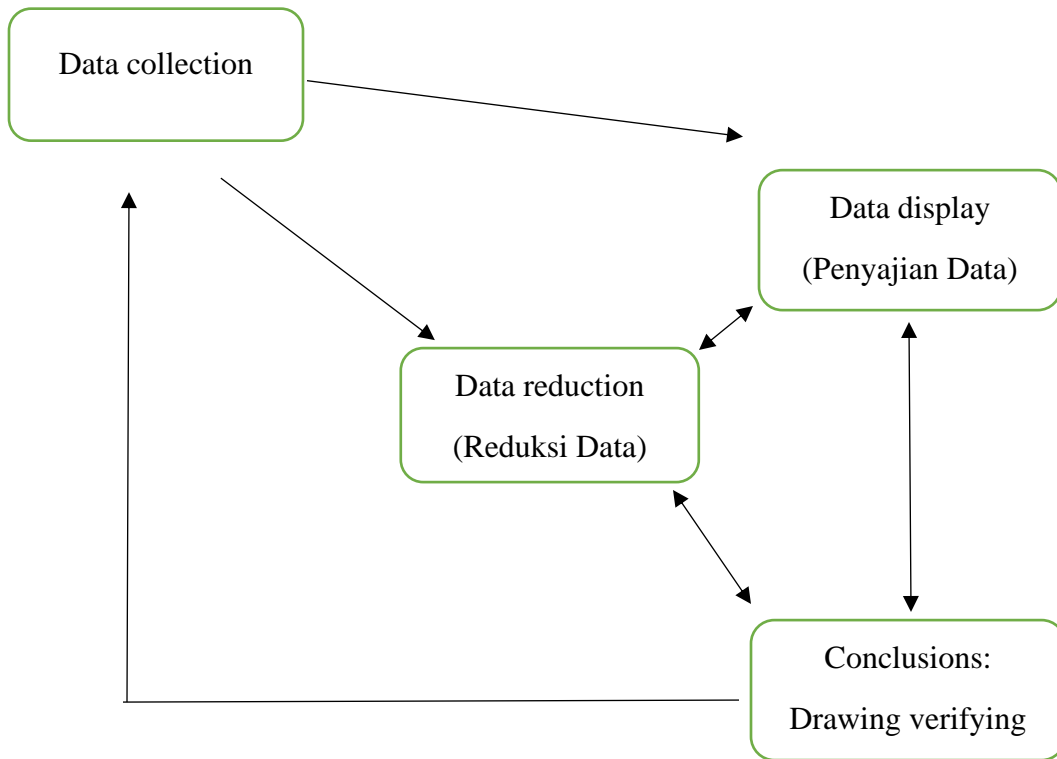 Data collection
Data display
(Penyajian Data)
Data reduction
(Reduksi Data)
Conclusions:
Drawing verifying